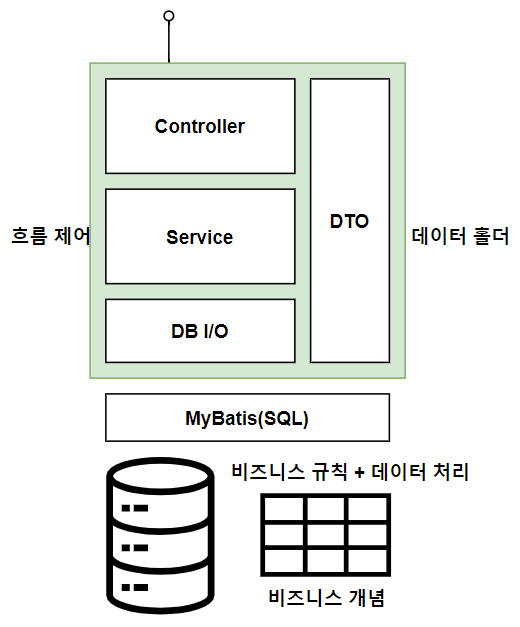 Controller
DTO
흐름 제어
Service
데이터 홀더
DB I/O
MyBatis(SQL)
비즈니스 규칙 + 데이터 처리
비즈니스 개념